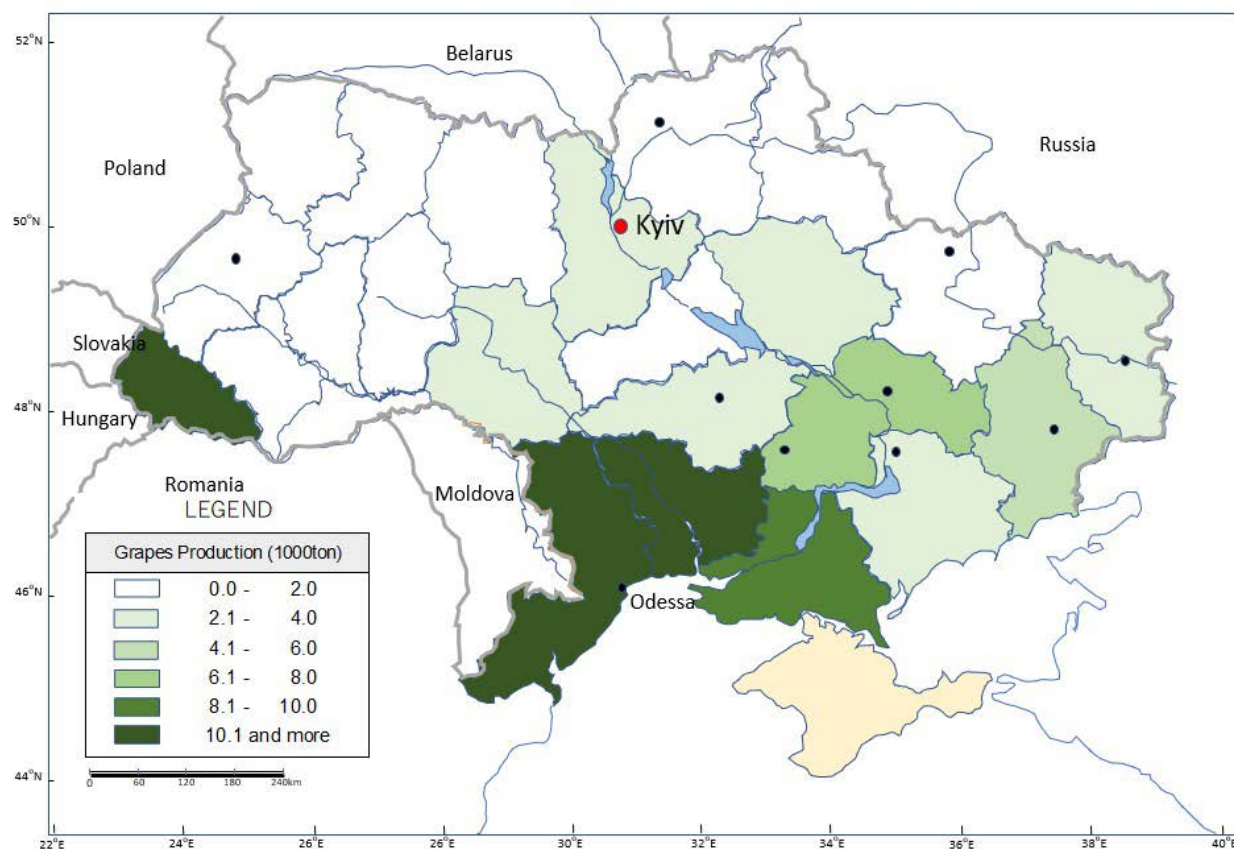 52°N
Belarus
Russia
Poland
50°N
Kyiv
Slovakia
48°N
Hungary
Romania
Moldova
LEGEND
Grapes Production (1000ton)
0.0 - 2.0
2.1 - 4.0
4.1 - 6.0
6.1 - 8.0
8.1 - 10.0
10.1 and more
46°N
Odessa
44°N
0 60 120 180 240km
22°E 24°E 26°E 28°E 30°E 32°E 34°E 36°E 38°E 40°E